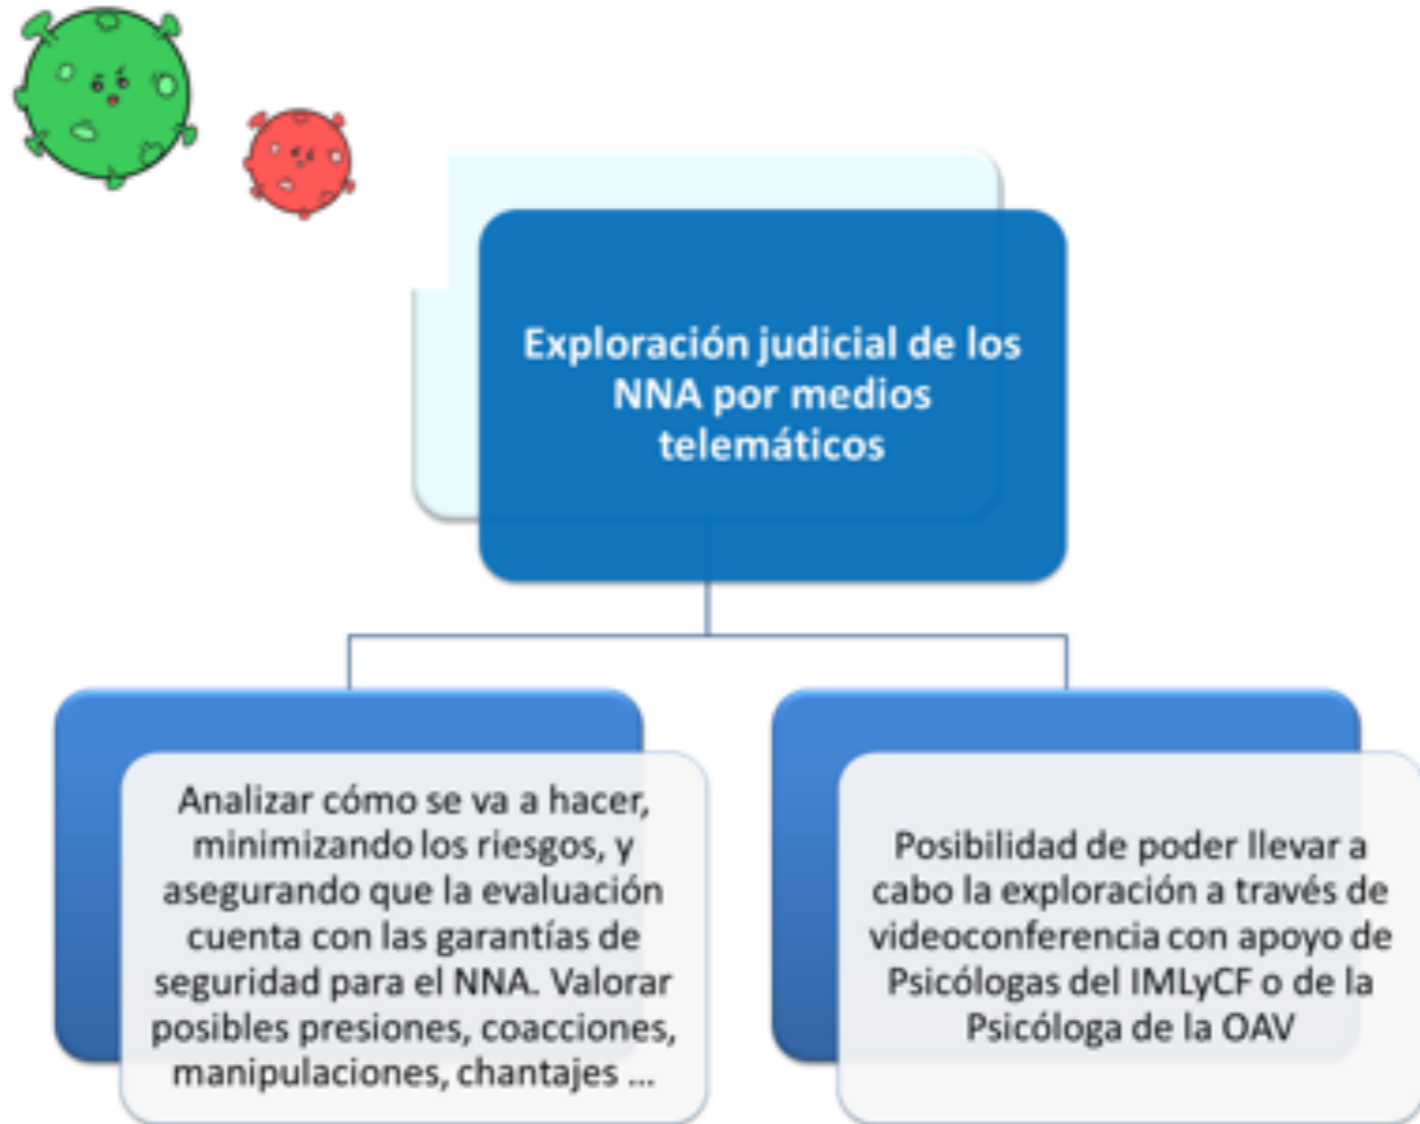 Exploración judicial de los
NNA por medios
telemáticos
Analizar cómo se va a hacer,
minimizando los riesgos, y
asegurando que la evaluación
cuenta con las garantías de
seguridad para el NNA. Valorar
posibles presiones, coacciones,
manipulaciones, chantajes ...
Posibilidad de poder llevar a
cabo la exploración a través de
videoconferencia con apoyo de
Psicólogas del IMLyCF o de la
Psicóloga de la OAV